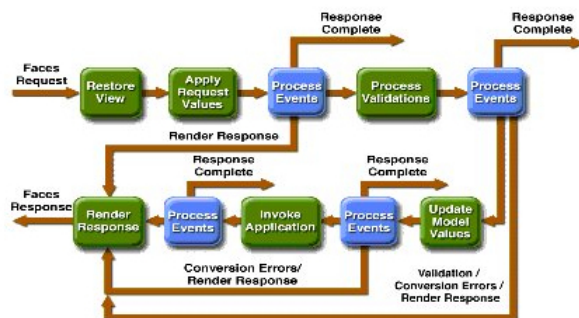 Response
Complete
Response
Complete
Faces
Request
Restore
View
Apply
Request
Values
Process
Events
Process
Validations
Process
Events
Render Response
Response
Complete
Response
Complete
Faces
Response
Render
Response
Process
Events
Invoke
Application
Process
Events
Update
Model
Values
Conversion Errors/
Render Response
Validation /
Conversion Errors /
Render Response